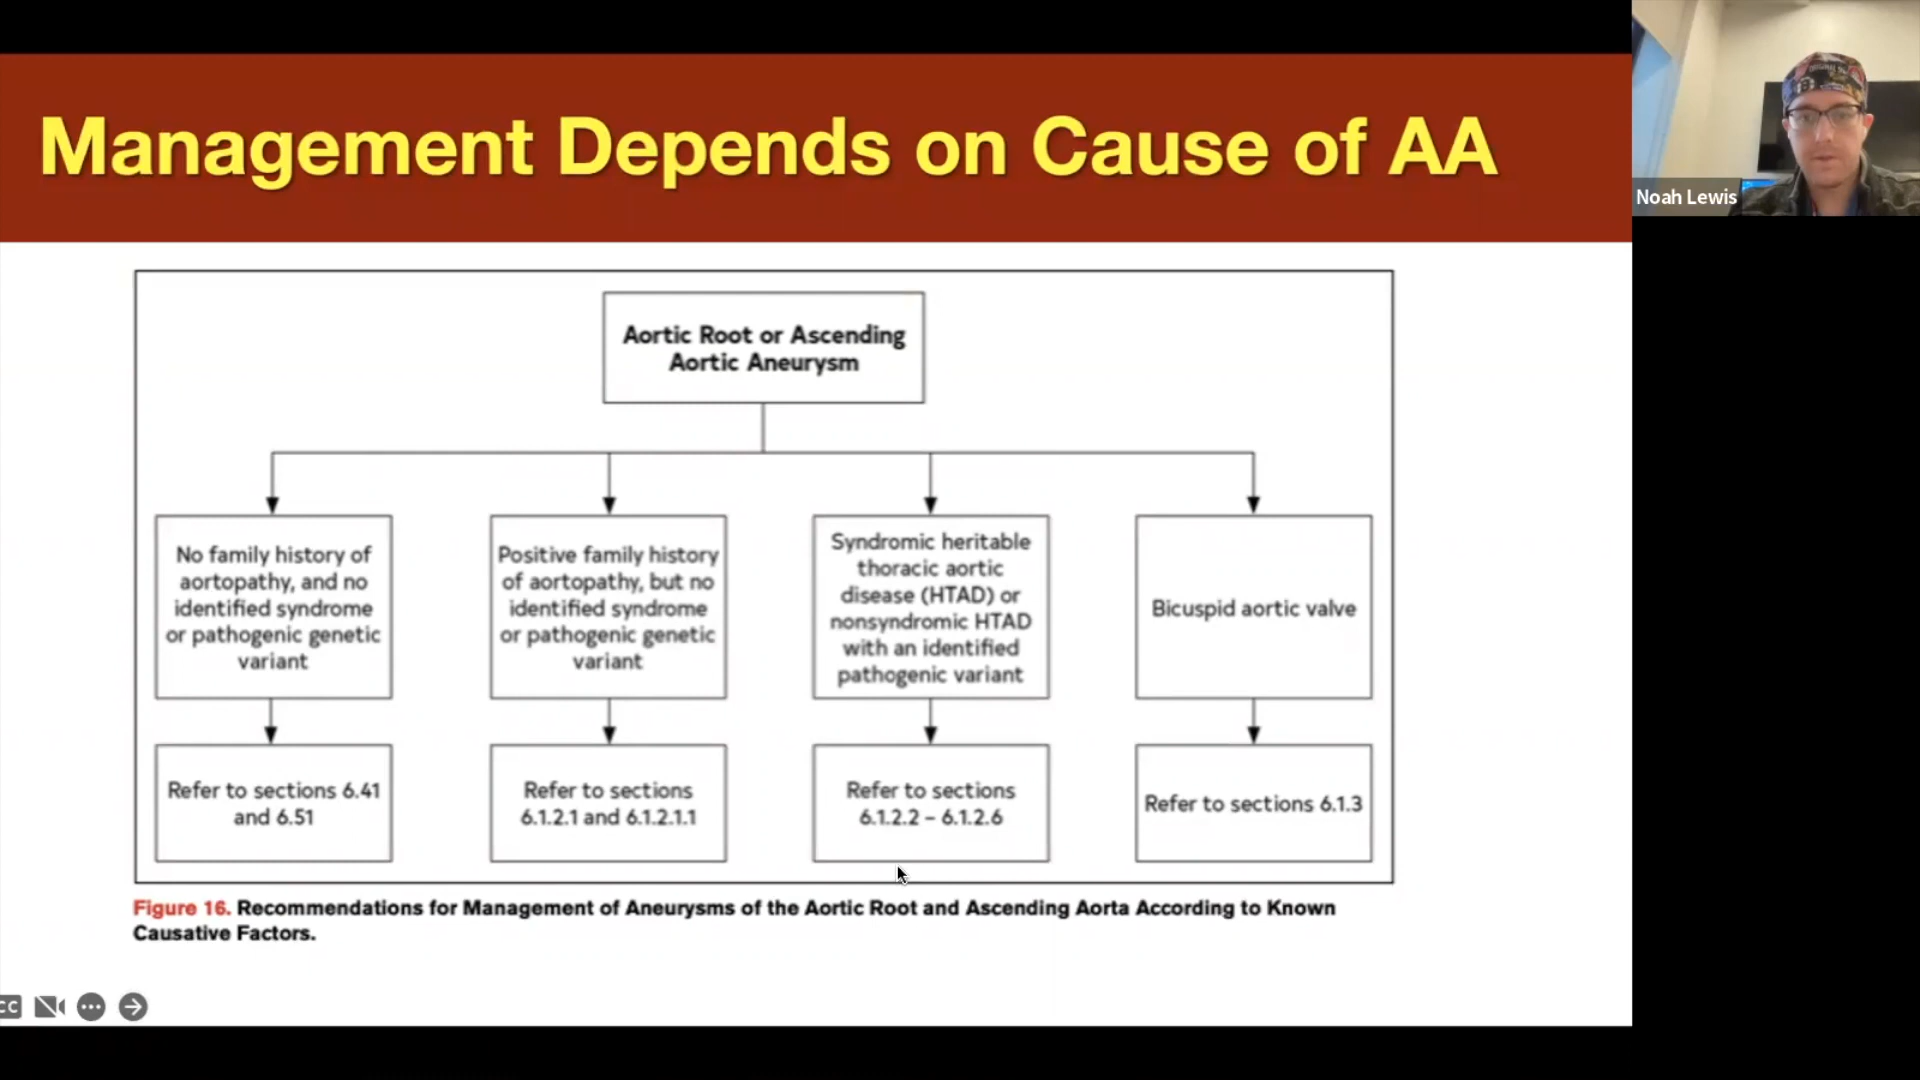 Management Depends on Cause of AA
Noah Lewis
Aortic Root or Ascending
Aortic Aneurysm
No family history of
aortopathy, and no
identified syndrome
or pathogenic genetic
variant
Positive family history
of aortopathy, but no
identified syndrome
or pathogenic genetic
variant
Syndromic heritable
thoracic aortic
disease (HTAD) or
nonsyndromic HTAD
with an identified
pathogenic variant
Bicuspid aortic valve
Refer to sections 6.41
and 6.51
Refer to sections
6.1.2.1 and 6.1.2.1.1
Refer to sections
6.1.2.2 – 6.1.2.6
Refer to sections 6.1.3
Figure 16. Recommendations for Management of Aneurysms of the Aortic Root and Ascending Aorta According to Known
Causative Factors.
CC